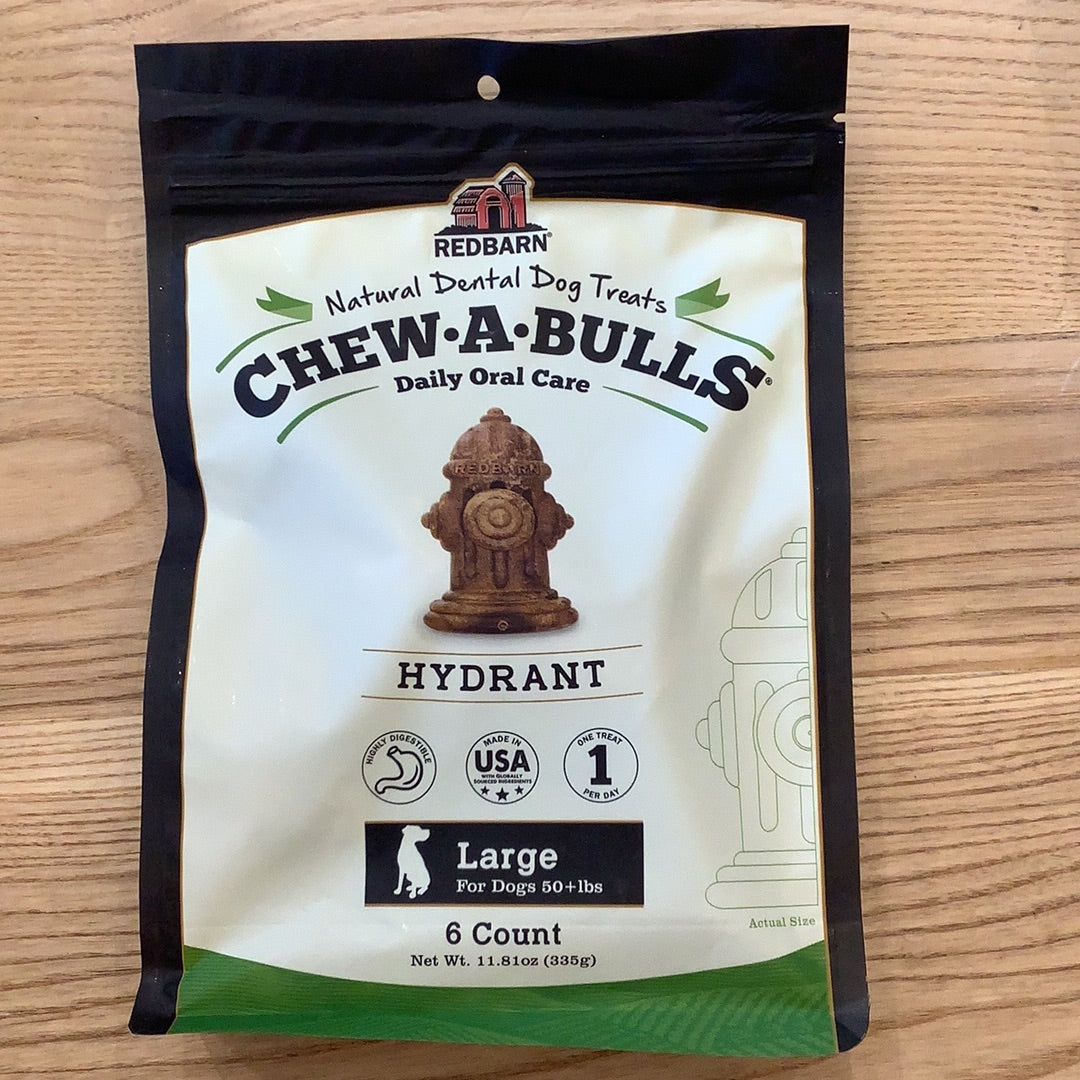 REDBARN®
Natural Dental Dog Treats
CHEW·A·BULLS®
Daily Oral Care
REDBARN
HYDRANT
HIGHLY DIGESTIBLE
MADE IN
USA
WITH GLOBALLY
SOURCED INGREDIENTS
ONE TREAT
1
PER DAY
Large
For Dogs 50+lbs
6 Count
Net Wt. 11.81oz (335g)
Actual Size